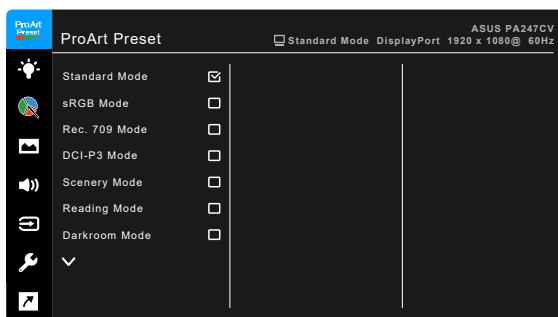 ProArt
Preset
ProArt Preset
ASUS PA247CV
Standard Mode DisplayPort 1920 x 1080@ 60Hz
Standard Mode
sRGB Mode
Rec. 709 Mode
DCI-P3 Mode
Scenery Mode
Reading Mode
Darkroom Mode